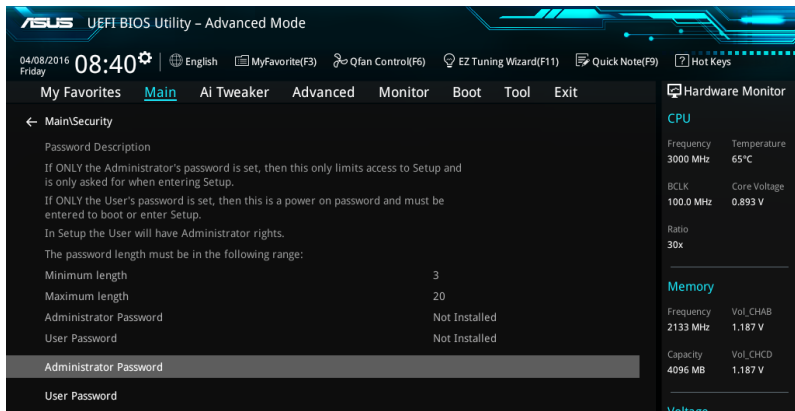 ASUS UEFI BIOS Utility – Advanced Mode
04/08/2016 Friday 08:40 English MyFavorite(F3) Qfan Control(F6) EZ Tuning Wizard(F11) Quick Note(F9) ? Hot Keys
My Favorites Main Ai Tweaker Advanced Monitor Boot Tool Exit
← Main\Security
Password Description
If ONLY the Administrator's password is set, then this only limits access to Setup and
is only asked for when entering Setup.
If ONLY the User's password is set, then this is a power on password and must be
entered to boot or enter Setup.
In Setup the User will have Administrator rights.
The password length must be in the following range:
Minimum length 3
Maximum length 20
Administrator Password Not Installed
User Password Not Installed
Administrator Password
User Password
Hardware Monitor
CPU
Frequency Temperature
3000 MHz 65°C
BCLK Core Voltage
100.0 MHz 0.893 V
Ratio
30x
Memory
Frequency Vol_CHAB
2133 MHz 1.187 V
Capacity Vol_CHCD
4096 MB 1.187 V
Voltage